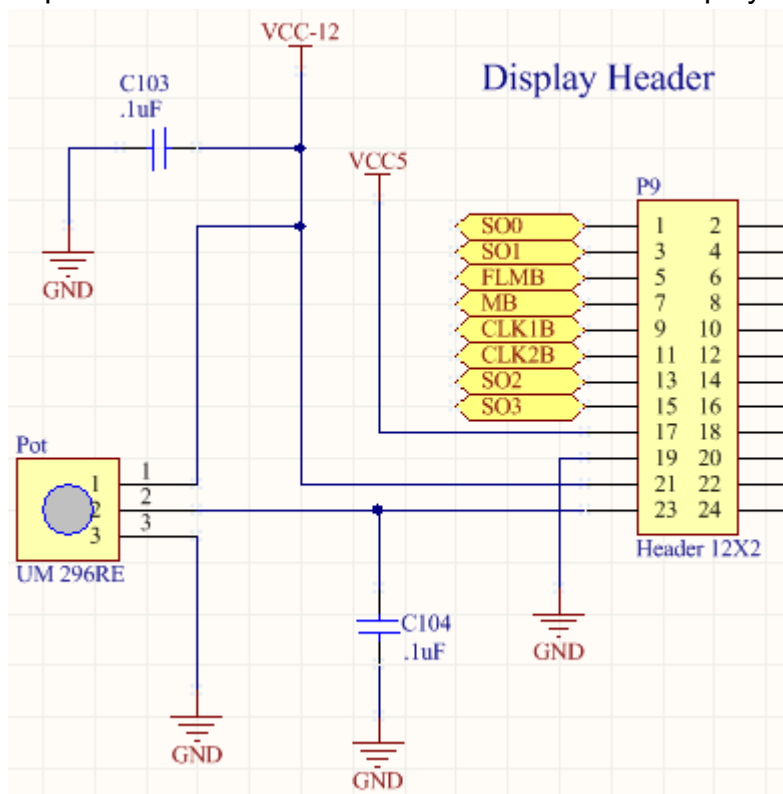 VCC-12
Display Header
C103
.1uF
VCC5
P9
GND
SO0 1 2
SO1 3 4
FLMB 5 6
MB 7 8
CLK1B 9 10
CLK2B 11 12
SO2 13 14
SO3 15 16
17 18
19 20
21 22
23 24
Header 12X2
Pot
1 1
2 2
3 3
UM 296RE
C104
.1uF
GND
GND
GND